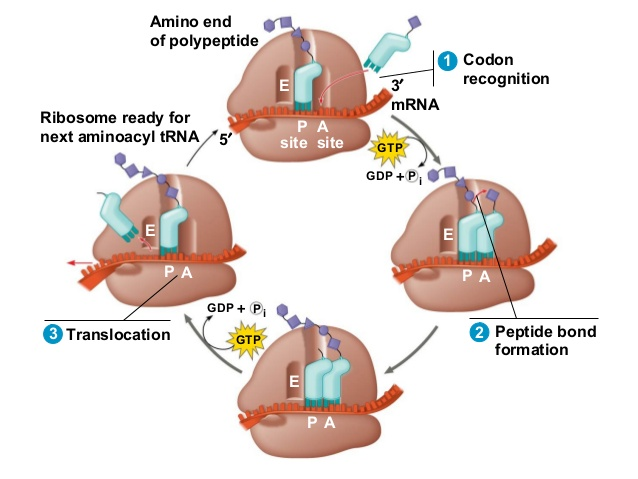 Amino end
of polypeptide
E
P A
site site
5′
3′
mRNA
1 Codon
recognition
GTP
GDP + Pi
E
P A
2 Peptide bond
formation
E
P A
GTP
GDP + Pi
3 Translocation
E
P A
Ribosome ready for
next aminoacyl tRNA